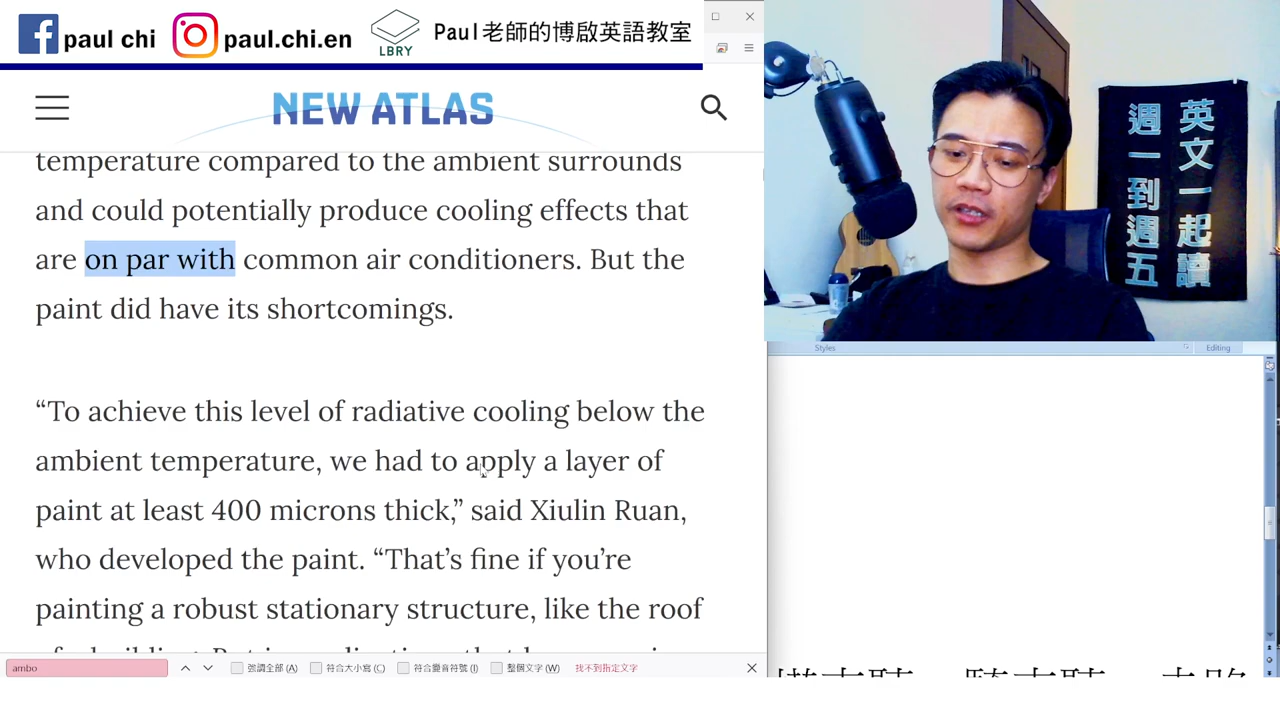 paul chi
paul.chi.en
LBRY
Paul老師的博啟英語教室
NEW ATLAS
temperature compared to the ambient surrounds
and could potentially produce cooling effects that
are on par with common air conditioners. But the
paint did have its shortcomings.
“To achieve this level of radiative cooling below the
ambient temperature, we had to apply a layer of
paint at least 400 microns thick,” said Xiulin Ruan,
who developed the paint. “That’s fine if you’re
painting a robust stationary structure, like the roof
ambo
強調全部 (A)
符合大小寫 (C)
符合變音符號 (I)
整個文字 (W)
找不到指定文字
英文一起讀
週一到週五
Styles
Editing